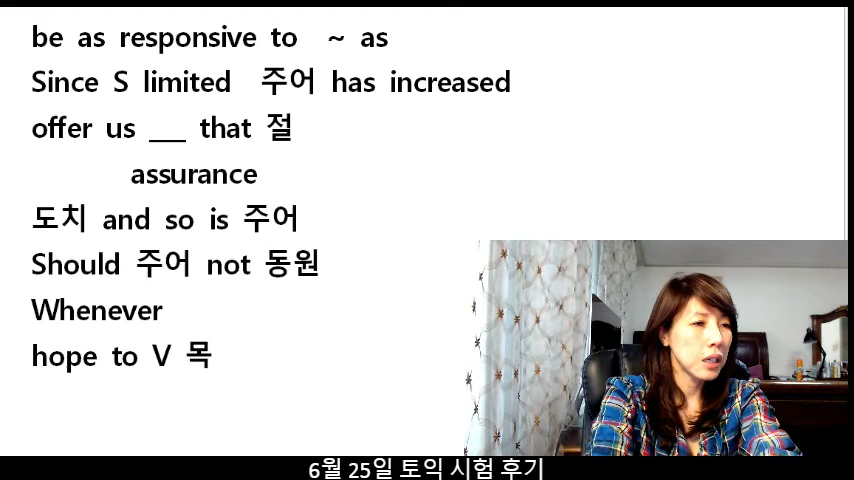 be as responsive to ~ as
Since S limited 주어 has increased
offer us ___ that 절
assurance
도치 and so is 주어
Should 주어 not 동원
Whenever
hope to V 목
6월 25일 토익 시험 후기